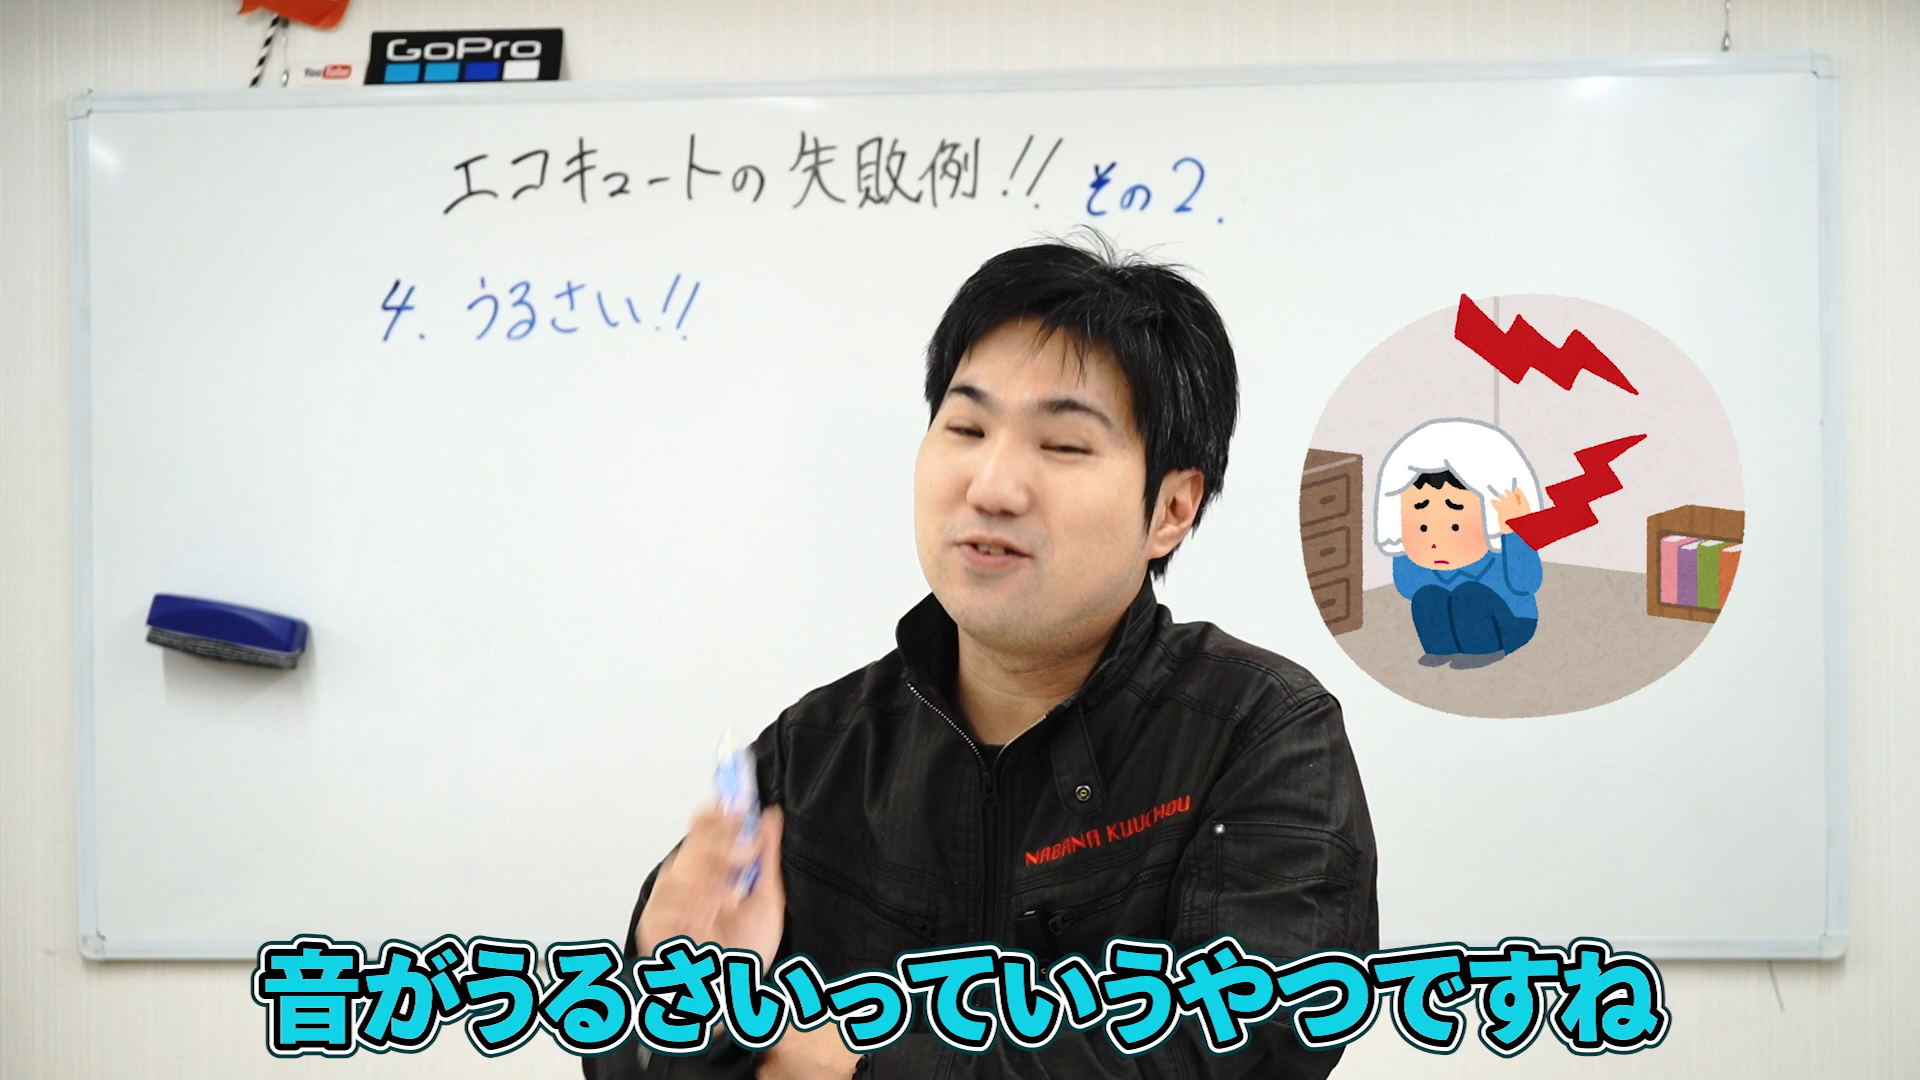 GoPro
YouTube
エコキュートの失敗例!! その2.
4. うるさい!!
NABANA KUUCHOU
音がうるさいっていうやつですね